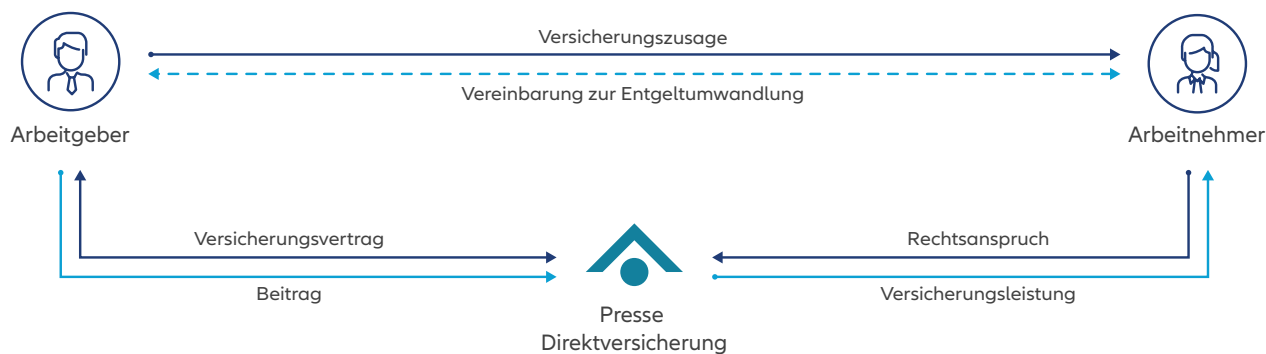 Versicherungszusage
Vereinbarung zur Entgeltumwandlung
Arbeitgeber
Arbeitnehmer
Versicherungsvertrag
Rechtsanspruch
Beitrag
Versicherungsleistung
Presse
Direktversicherung